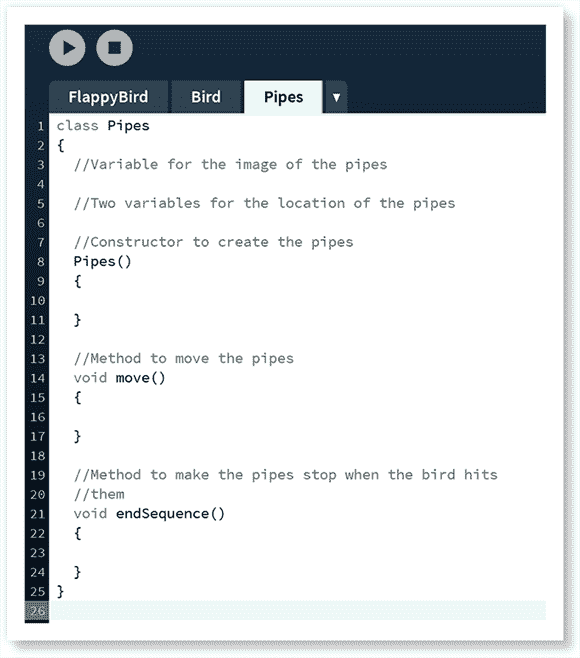 FlappyBird Bird Pipes ▼
1 class Pipes
2 {
3 //Variable for the image of the pipes
4
5 //Two variables for the location of the pipes
6
7 //Constructor to create the pipes
8 Pipes()
9 {
10
11 }
12
13 //Method to move the pipes
14 void move()
15 {
16
17 }
18
19 //Method to make the pipes stop when the bird hits
20 //them
21 void endSequence()
22 {
23
24 }
25 }
26